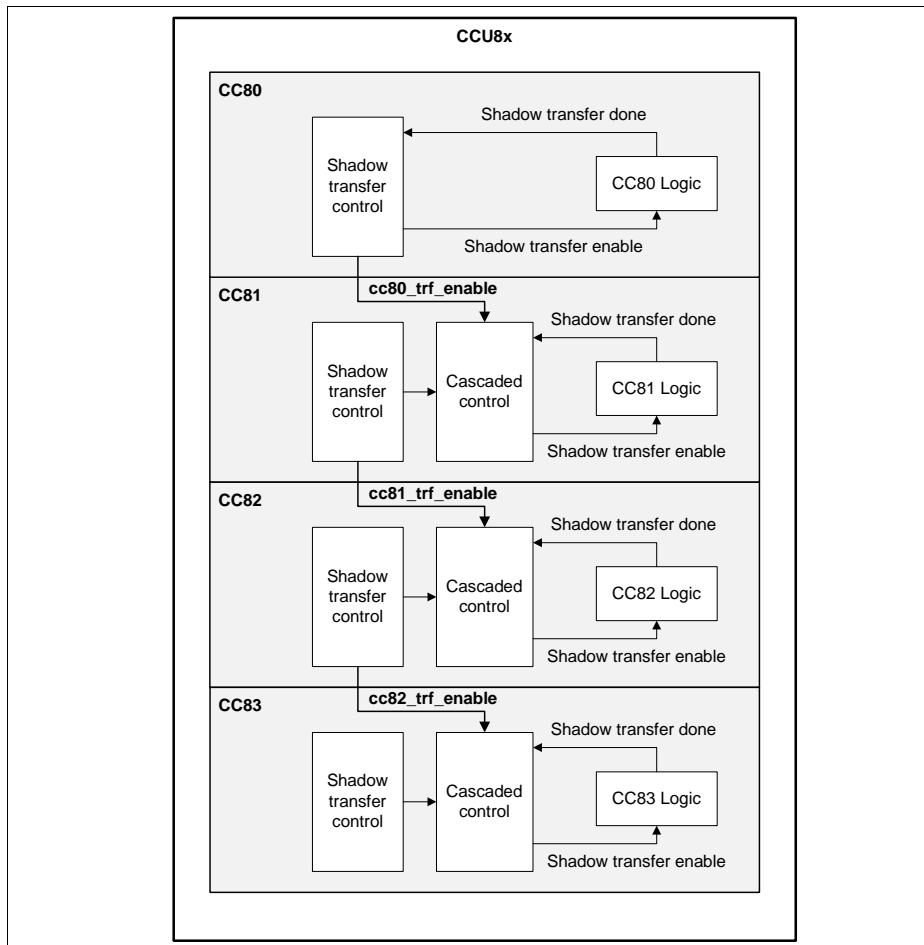 CCU8x
CC80
Shadow transfer done
Shadow
transfer
control
CC80 Logic
Shadow transfer enable
cc80_trf_enable
CC81
Shadow transfer done
Shadow
transfer
control
Cascaded
control
CC81 Logic
Shadow transfer enable
cc81_trf_enable
CC82
Shadow transfer done
Shadow
transfer
control
Cascaded
control
CC82 Logic
Shadow transfer enable
cc82_trf_enable
CC83
Shadow transfer done
Shadow
transfer
control
Cascaded
control
CC83 Logic
Shadow transfer enable